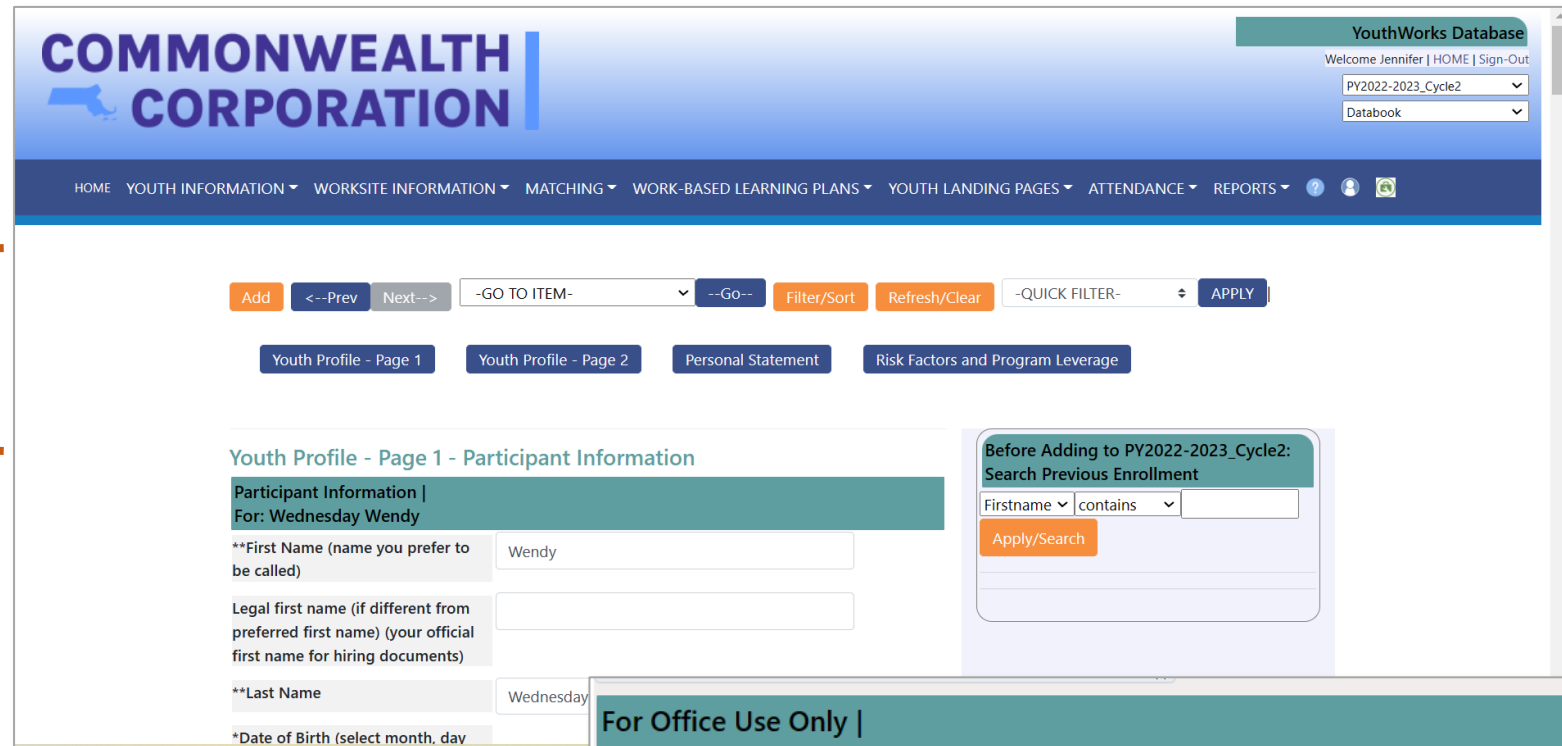 COMMONWEALTH
CORPORATION
YouthWorks Database
Welcome Jennifer | HOME | Sign-Out
PY2022-2023_Cycle2
Databook
HOME YOUTH INFORMATION WORKSITE INFORMATION MATCHING WORK-BASED LEARNING PLANS YOUTH LANDING PAGES ATTENDANCE REPORTS ?
Add <--Prev Next--> -GO TO ITEM- --Go-- Filter/Sort Refresh/Clear -QUICK FILTER- APPLY |
Youth Profile - Page 1 Youth Profile - Page 2 Personal Statement Risk Factors and Program Leverage
Youth Profile - Page 1 - Participant Information
Participant Information |
For: Wednesday Wendy
**First Name (name you prefer to
be called)
Wendy
Legal first name (if different from
preferred first name) (your official
first name for hiring documents)
**Last Name
Wednesday
*Date of Birth (select month, day
Before Adding to PY2022-2023_Cycle2:
Search Previous Enrollment
Firstname contains
Apply/Search
For Office Use Only |